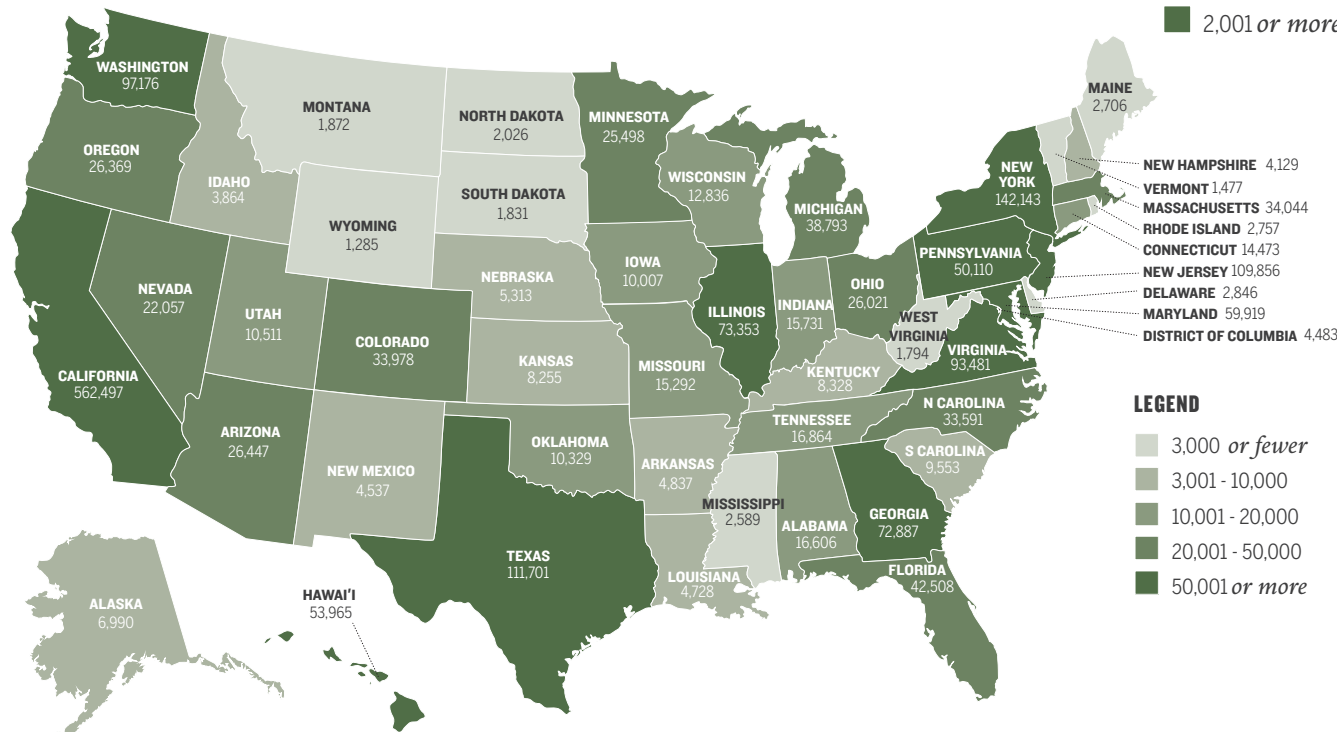 2,001 or more
WASHINGTON
97,176
MONTANA
1,872
NORTH DAKOTA
2,026
MINNESOTA
25,498
MAINE
2,706
OREGON
26,369
IDAHO
3,864
WYOMING
1,285
SOUTH DAKOTA
1,831
WISCONSIN
12,836
MICHIGAN
38,793
NEW
YORK
142,143
NEW HAMPSHIRE 4,129
VERMONT 1,477
MASSACHUSETTS 34,044
RHODE ISLAND 2,757
CONNECTICUT 14,473
NEW JERSEY 109,856
DELAWARE 2,846
MARYLAND 59,919
DISTRICT OF COLUMBIA 4,483
NEVADA
22,057
UTAH
10,511
COLORADO
33,978
NEBRASKA
5,313
IOWA
10,007
ILLINOIS
73,353
INDIANA
15,731
OHIO
26,021
PENNSYLVANIA
50,110
WEST
VIRGINIA
1,794
VIRGINIA
93,481
CALIFORNIA
562,497
KANSAS
8,255
MISSOURI
15,292
KENTUCKY
8,328
N CAROLINA
33,591
TENNESSEE
16,864
S CAROLINA
9,553
ARIZONA
26,447
NEW MEXICO
4,537
OKLAHOMA
10,329
ARKANSAS
4,837
MISSISSIPPI
2,589
ALABAMA
16,606
GEORGIA
72,887
TEXAS
111,701
LOUISIANA
4,728
FLORIDA
42,508
ALASKA
6,990
HAWAI'I
53,965
LEGEND
3,000 or fewer
3,001 - 10,000
10,001 - 20,000
20,001 - 50,000
50,001 or more